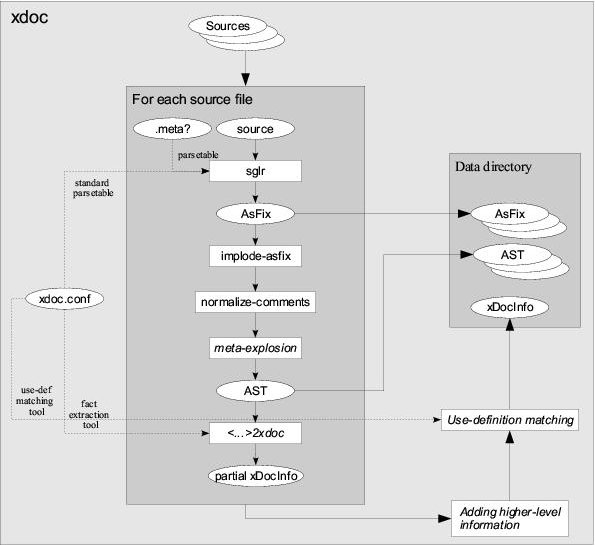 xdoc
Sources
For each source file
.meta?
source
parsetable
sglr
standard
parsetable
AsFix
implode-asfix
normalize-comments
meta-explosion
AST
<...>2xdoc
partial xDocInfo
xdoc.conf
use-def
matching
tool
fact
extraction
tool
Data directory
AsFix
AST
xDocInfo
Use-definition matching
Adding higher-level
information